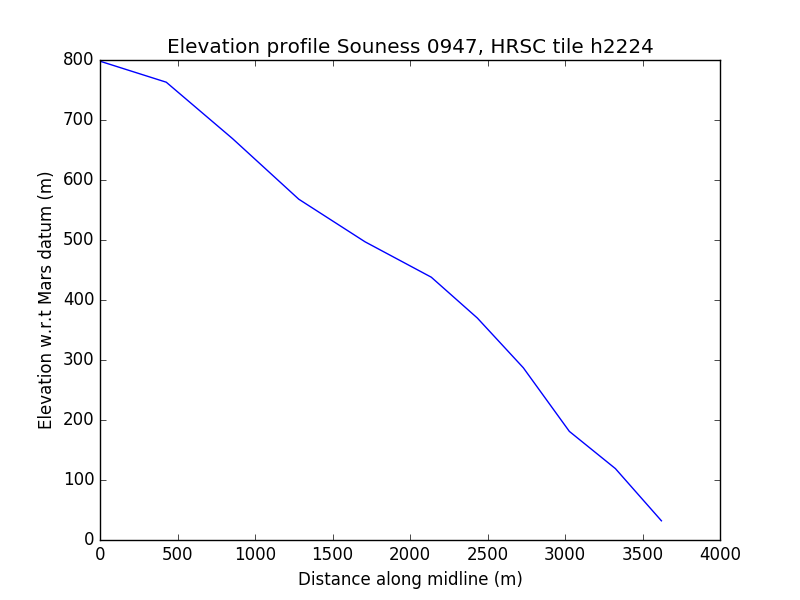 Elevation profile Souness 0947, HRSC tile h2224
800
700
600
500
400
300
200
100
0
Elevation w.r.t Mars datum (m)
0 500 1000 1500 2000 2500 3000 3500 4000
Distance along midline (m)